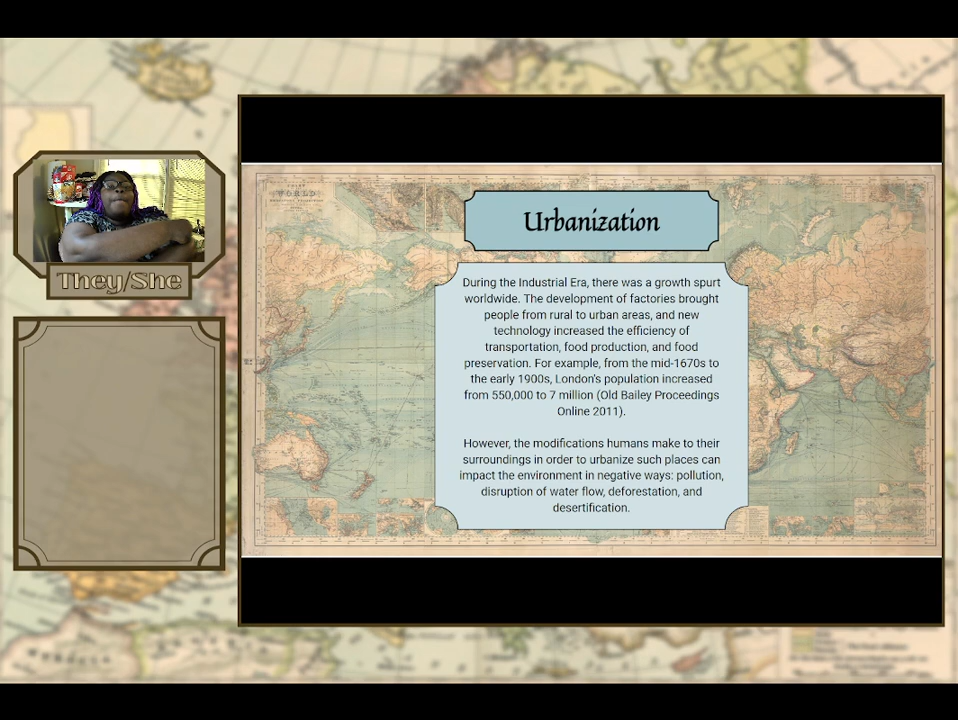 They/She
WORLD
Urbanization
During the Industrial Era, there was a growth spurt
worldwide. The development of factories brought
people from rural to urban areas, and new
technology increased the efficiency of
transportation, food production, and food
preservation. For example, from the mid-1670s to
the early 1900s, London's population increased
from 550,000 to 7 million (Old Bailey Proceedings
Online 2011).
However, the modifications humans make to their
surroundings in order to urbanize such places can
impact the environment in negative ways: pollution,
disruption of water flow, deforestation, and
desertification.